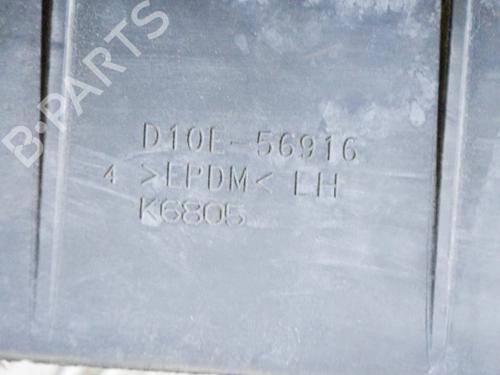 B-PARTS
D10E-56916
4 >EPDM< LH
K6805